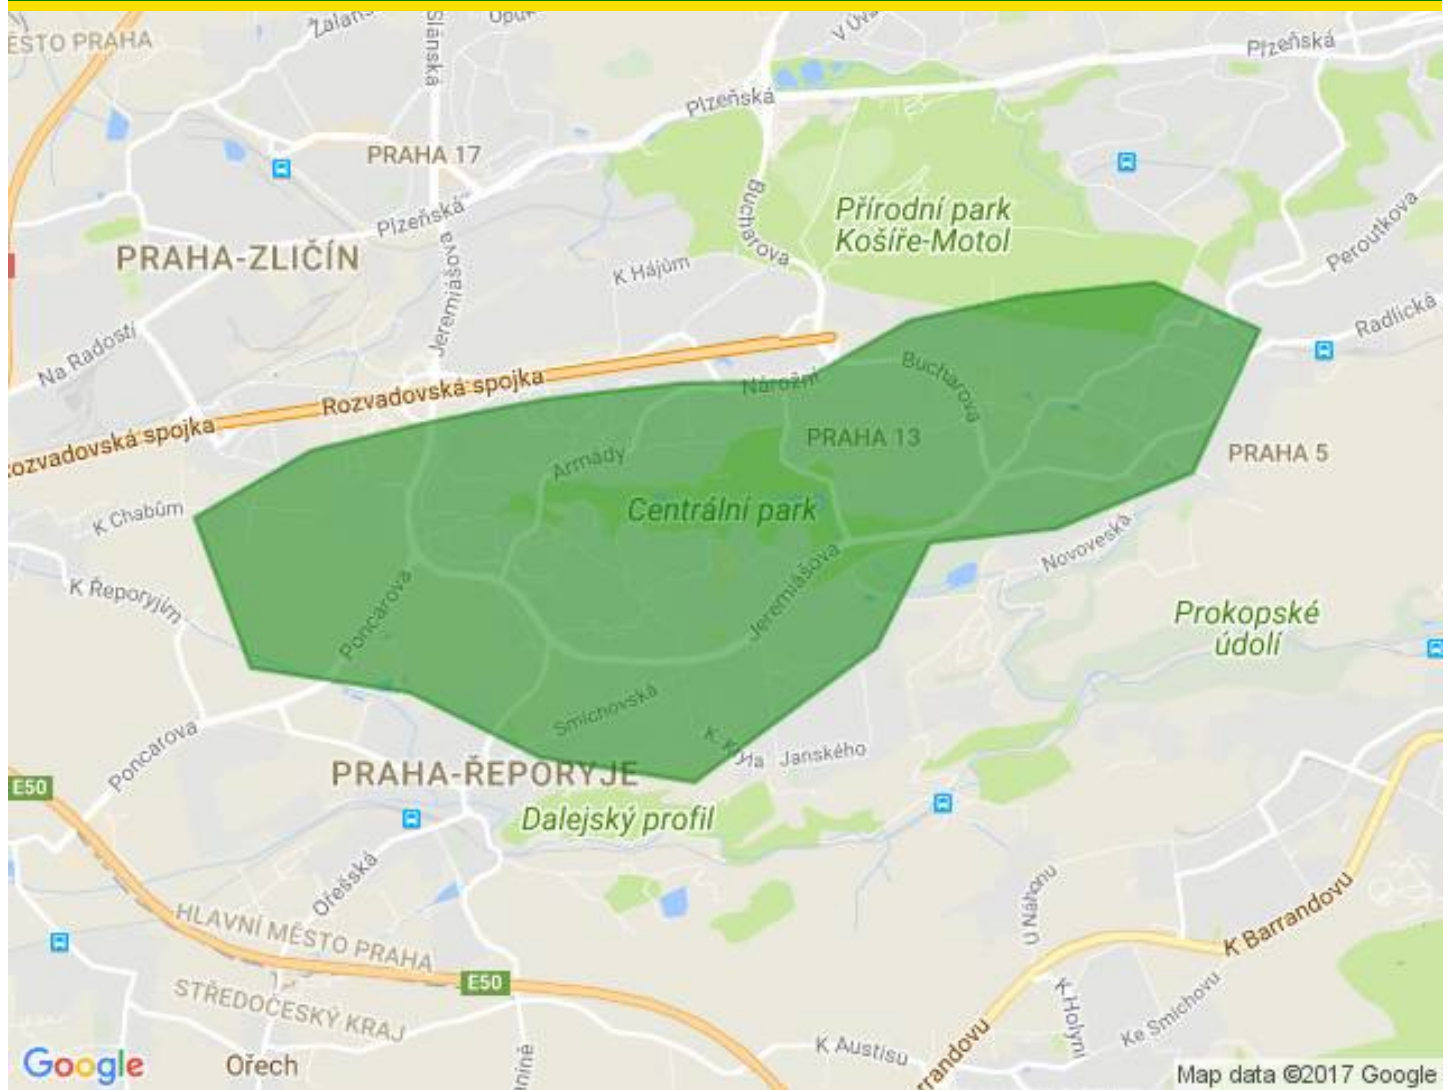 ĚSTO PRAHA
Slánská
Plzeňská
Plzeňská
PRAHA 17
Přírodní park
Košíře-Motol
Bucharova
Peroutkova
Plzeňská
PRAHA-ZLIČÍN
K Hájům
Jeremiášova
Radlická
Na Radosti
Rozvadovská spojka
Nárožní
Bucharova
ozvadovská spojka
PRAHA 13
PRAHA 5
Armády
K Chabům
Centrální park
Novoveská
Jeremiášova
K Řeporyjím
Poncarova
Prokopské
údolí
Smíchovská
Poncarova
Janského
PRAHA-ŘEPORYJE
E50
Dalejský profil
Ořešská
U Náhonu
K Barrandovu
HLAVNÍ MĚSTO PRAHA
E50
STŘEDOČESKÝ KRAJ
K Holyni
Ke Smíchovu
K Austisu
rrandovu
Google
Ořech
Map data ©2017 Google